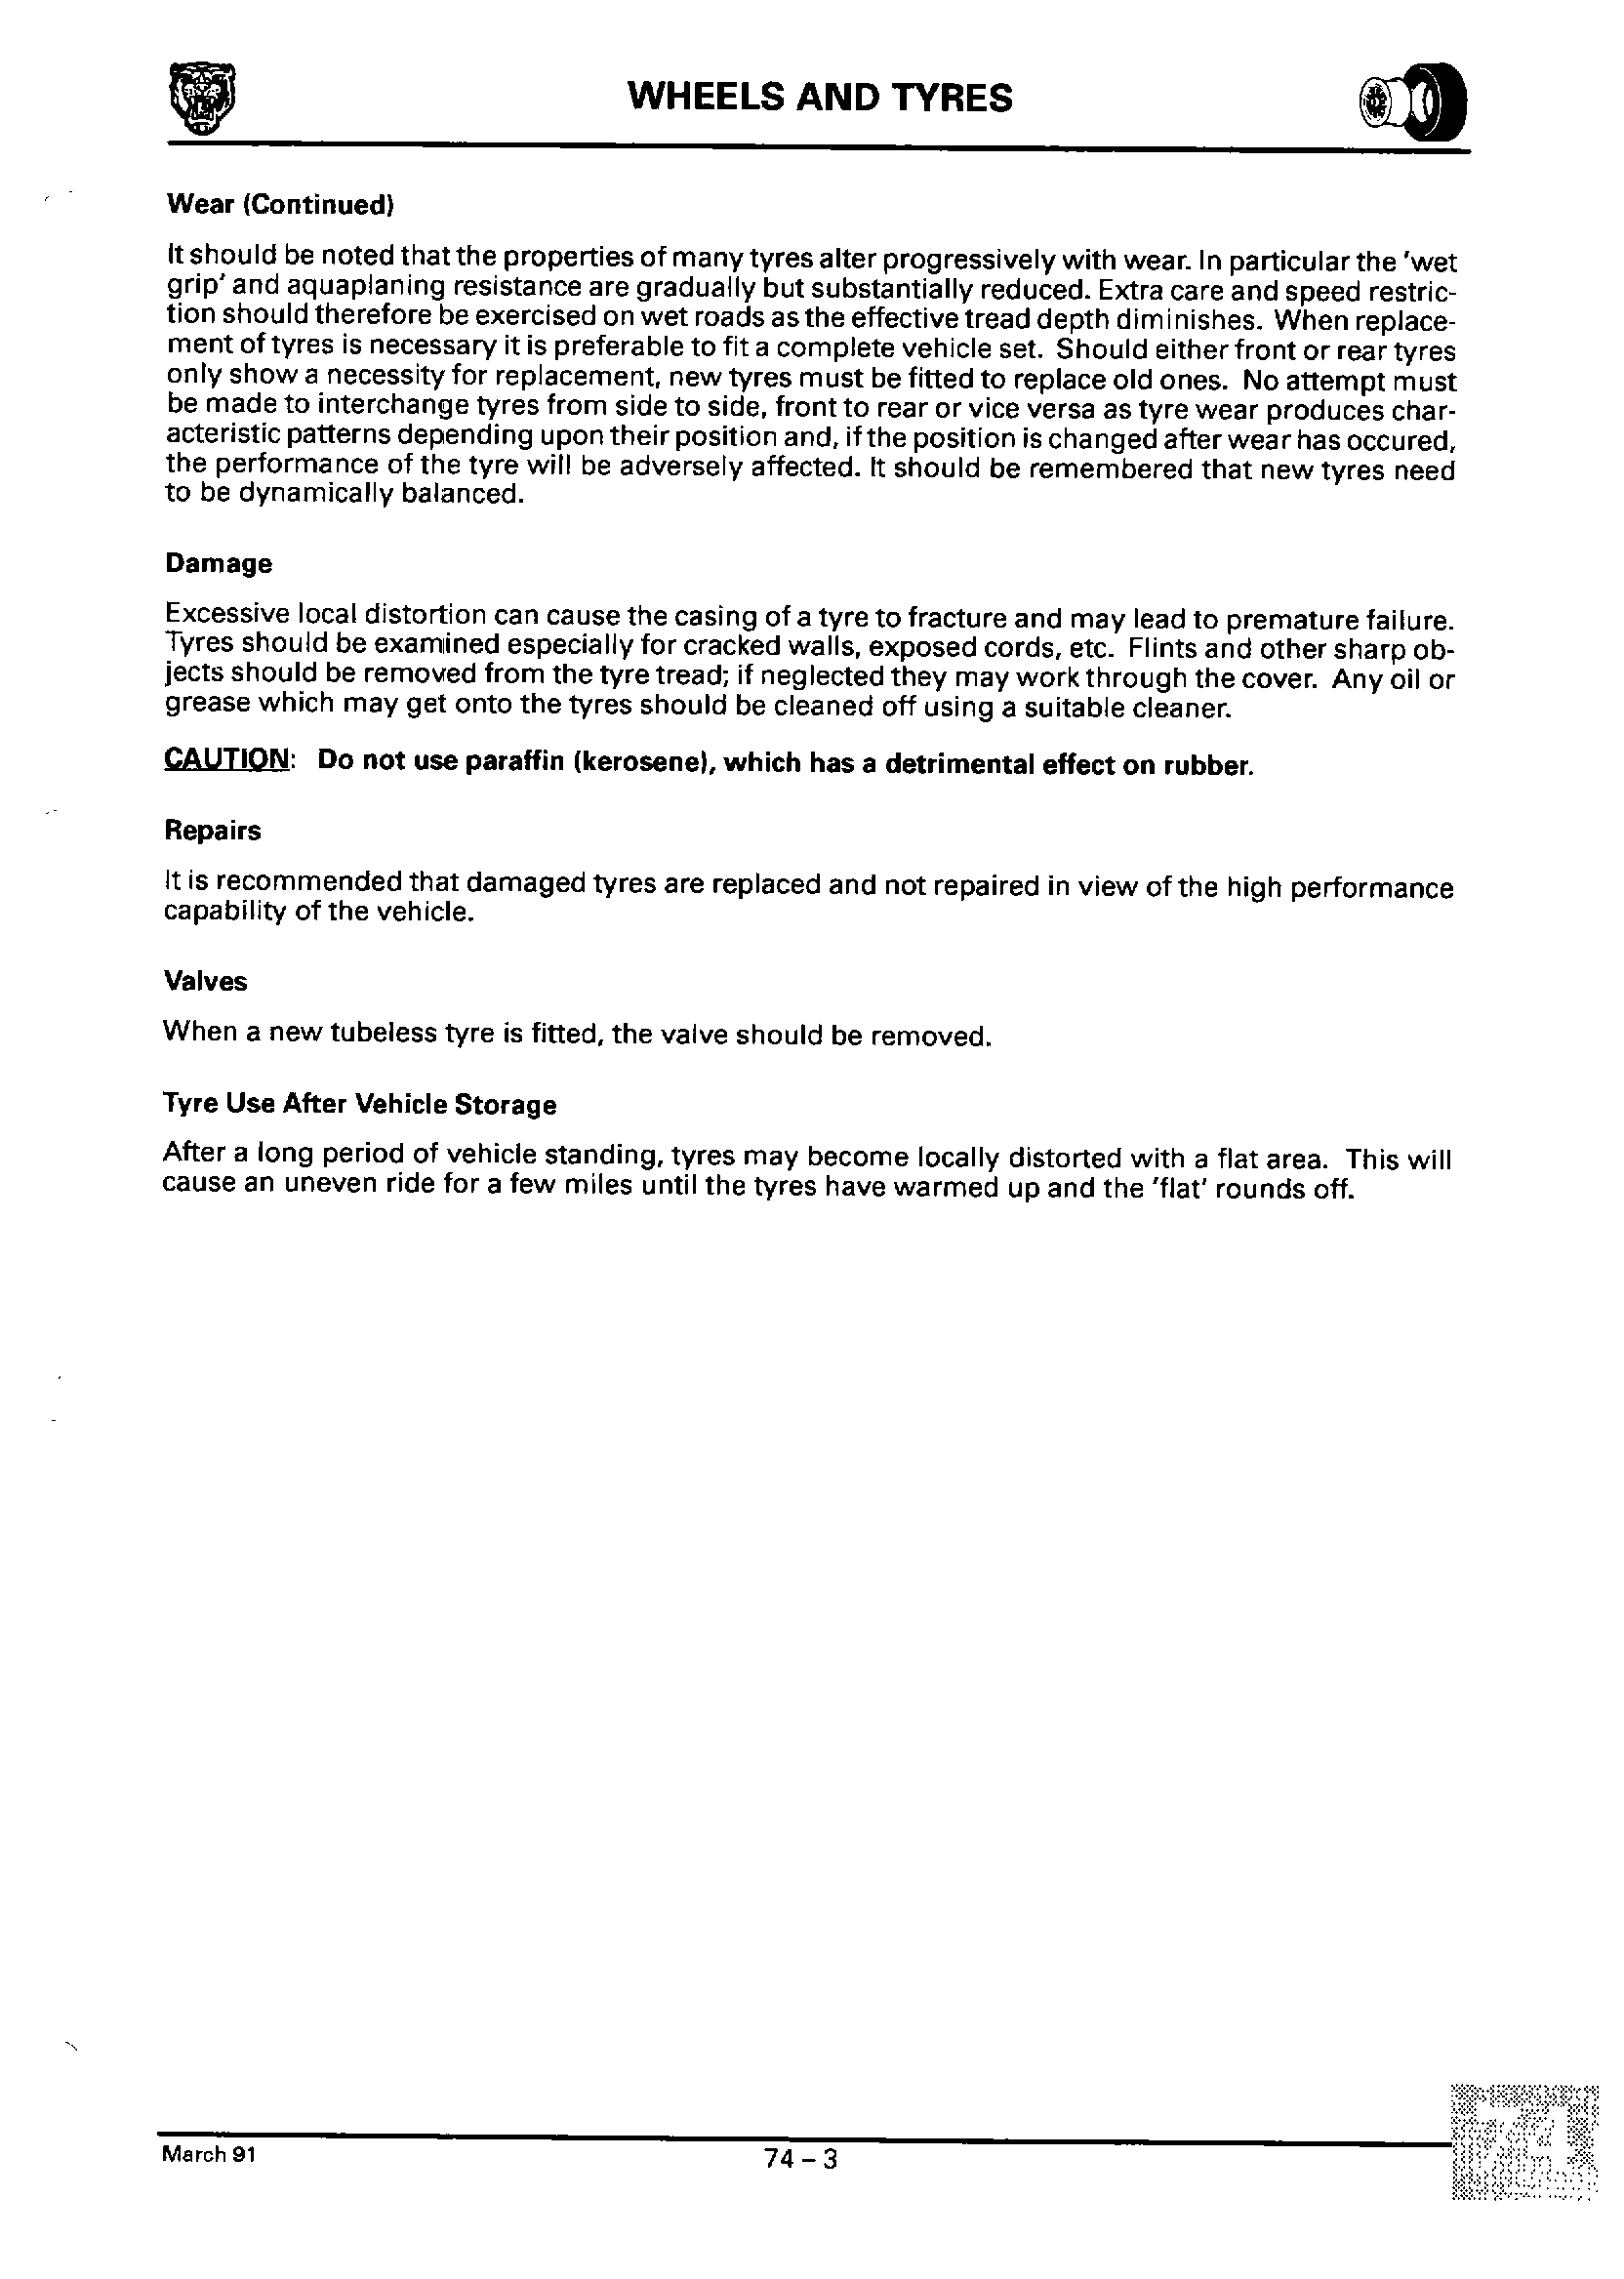 WHEELS AND TYRES
Wear (Continued)
It should be noted that the properties of many tyres alter progressively with wear. In particular the 'wet
grip' and aquaplaning resistance are gradually but substantially reduced. Extra care and speed restric-
tion should therefore be exercised on wet roads as the effective tread depth diminishes. When replace-
ment of tyres is necessary it is preferable to fit a complete vehicle set. Should either front or rear tyres
only show a necessity for replacement, new tyres must be fitted to replace old ones. No attempt must
be made to interchange tyres from side to side, front to rear or vice versa as tyre wear produces char-
acteristic patterns depending upon their position and, if the position is changed after wear has occured,
the performance of the tyre will be adversely affected. It should be remembered that new tyres need
to be dynamically balanced.
Damage
Excessive local distortion can cause the casing of a tyre to fracture and may lead to premature failure.
Tyres should be examined especially for cracked walls, exposed cords, etc. Flints and other sharp ob-
jects should be removed from the tyre tread; if neglected they may work through the cover. Any oil or
grease which may get onto the tyres should be cleaned off using a suitable cleaner.
CAUTION: Do not use paraffin (kerosene), which has a detrimental effect on rubber.
Repairs
It is recommended that damaged tyres are replaced and not repaired in view of the high performance
capability of the vehicle.
Valves
When a new tubeless tyre is fitted, the valve should be removed.
Tyre Use After Vehicle Storage
After a long period of vehicle standing, tyres may become locally distorted with a flat area. This will
cause an uneven ride for a few miles until the tyres have warmed up and the 'flat' rounds off.
March 91
74 – 3